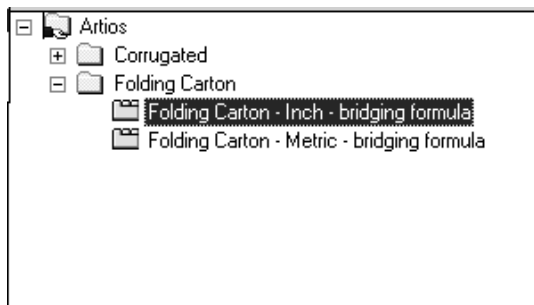 Artios
Corrugated
Folding Carton
Folding Carton - Inch - bridging formula
Folding Carton - Metric - bridging formula